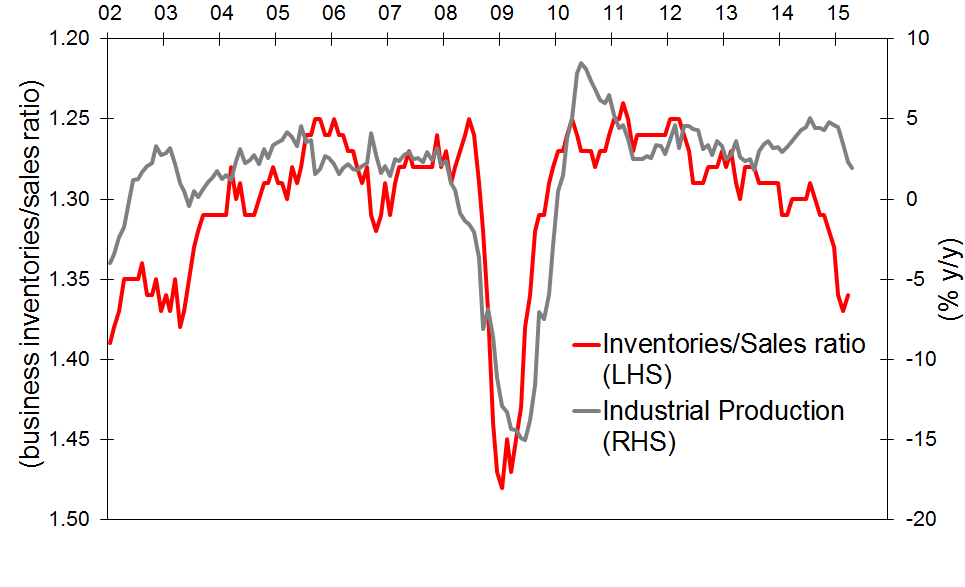 02 03 04 05 06 07 08 09 10 11 12 13 14 15
1.20 10
1.25 5
1.30 0
1.35 -5
1.40 -10
1.45 -15
1.50 -20
(business inventories/sales ratio)
(% y/y)
Inventories/Sales ratio
(LHS)
Industrial Production
(RHS)